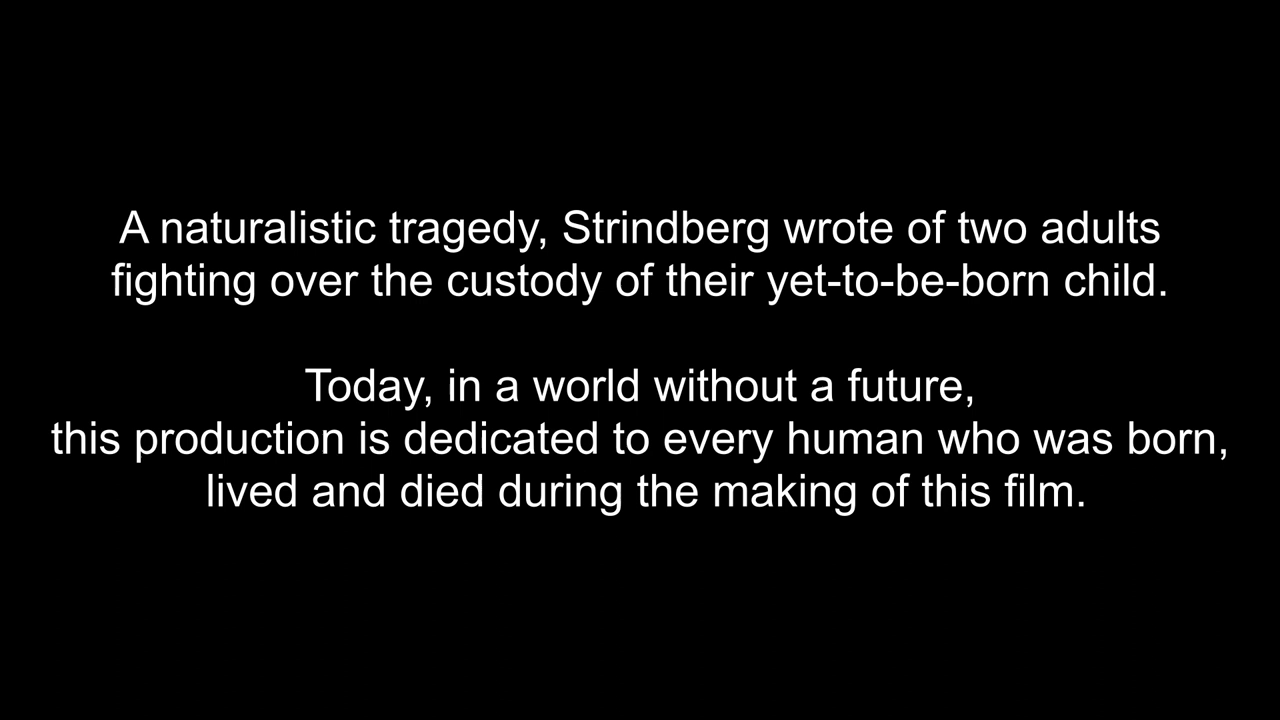 A naturalistic tragedy, Strindberg wrote of two adults
fighting over the custody of their yet-to-be-born child.
Today, in a world without a future,
this production is dedicated to every human who was born,
lived and died during the making of this film.